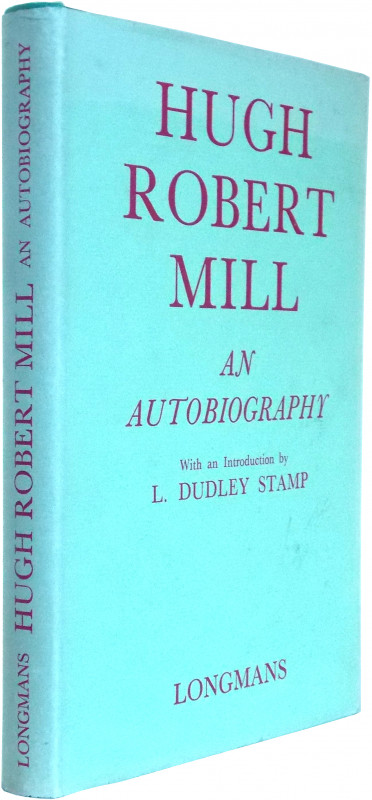 HUGH
ROBERT
MILL
AN
AUTOBIOGRAPHY
With an Introduction by
L. DUDLEY STAMP
LONGMANS
LONGMANS HUGH ROBERT MILL AN AUTOBIOGRAPHY